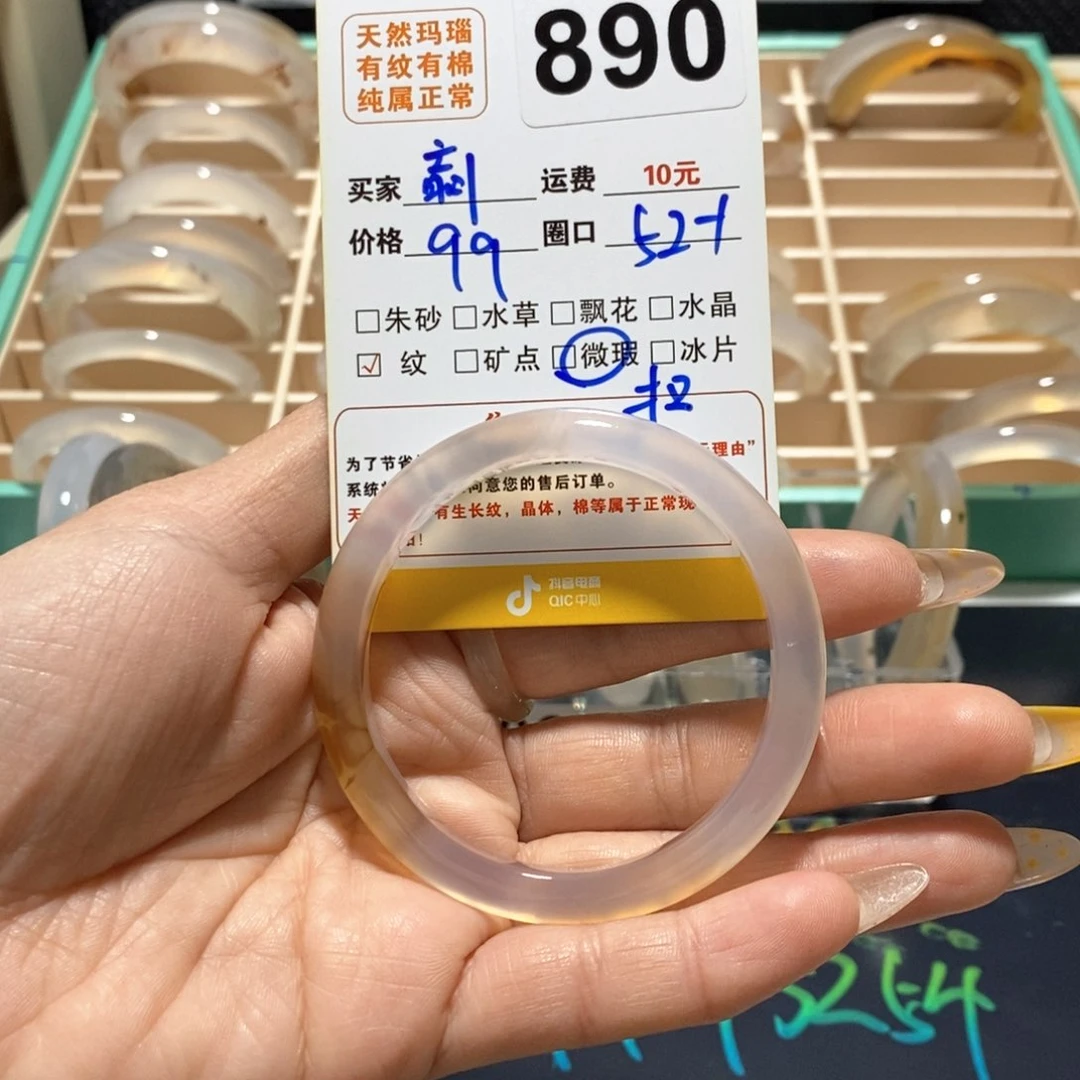 天然玛瑙
有纹有棉
纯属正常
890
买家 运费 10元
价格 99 圈口 52-1
□朱砂 □水草 □飘花 □水晶
☑ 纹 □矿点 □微瑕 □冰片
为了节省
理由”
系统
同意您的售后订单。
天
有生长纹，晶体，棉等属于正常现
抖音电商
QIC中心
5254